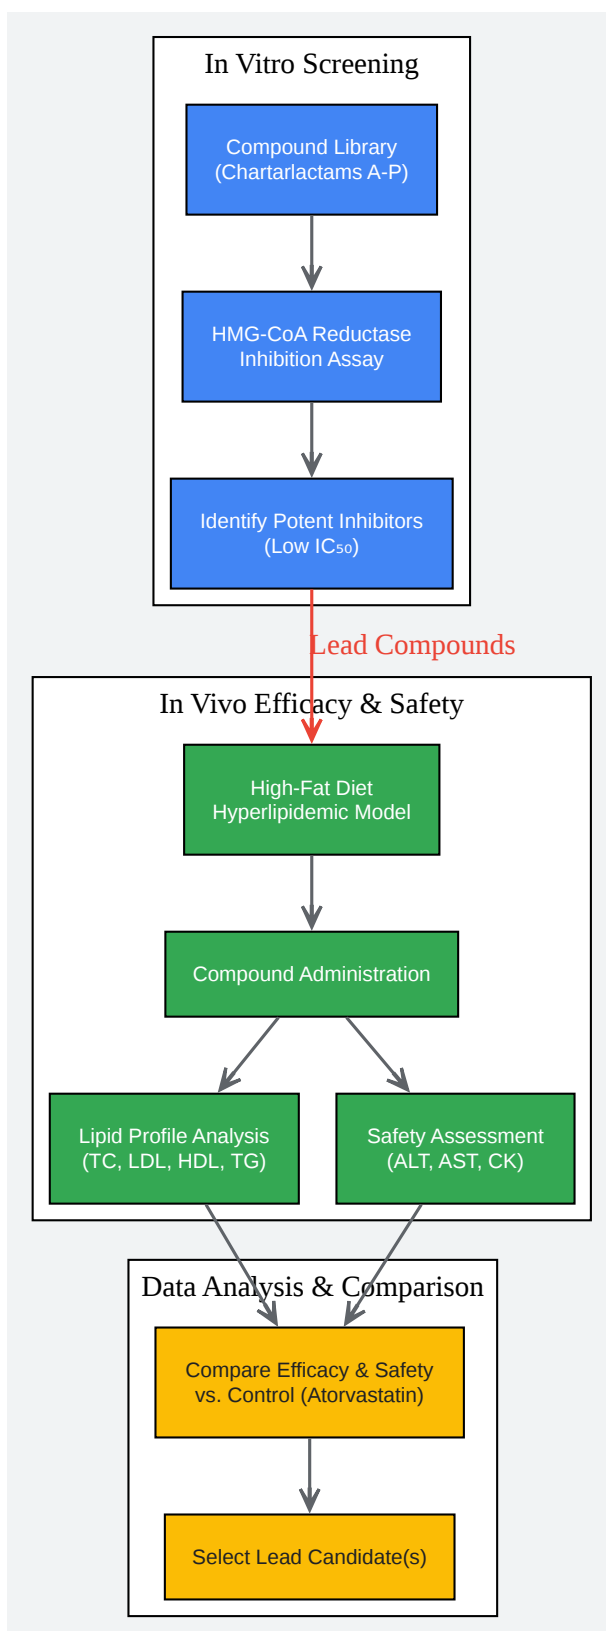 In Vitro Screening
Compound Library
(Chartarlactams A-P)
HMG-CoA Reductase
Inhibition Assay
Identify Potent Inhibitors
(Low IC₅₀)
Lead Compounds
In Vivo Efficacy & Safety
High-Fat Diet
Hyperlipidemic Model
Compound Administration
Lipid Profile Analysis
(TC, LDL, HDL, TG)
Safety Assessment
(ALT, AST, CK)
Data Analysis & Comparison
Compare Efficacy & Safety
vs. Control (Atorvastatin)
Select Lead Candidate(s)